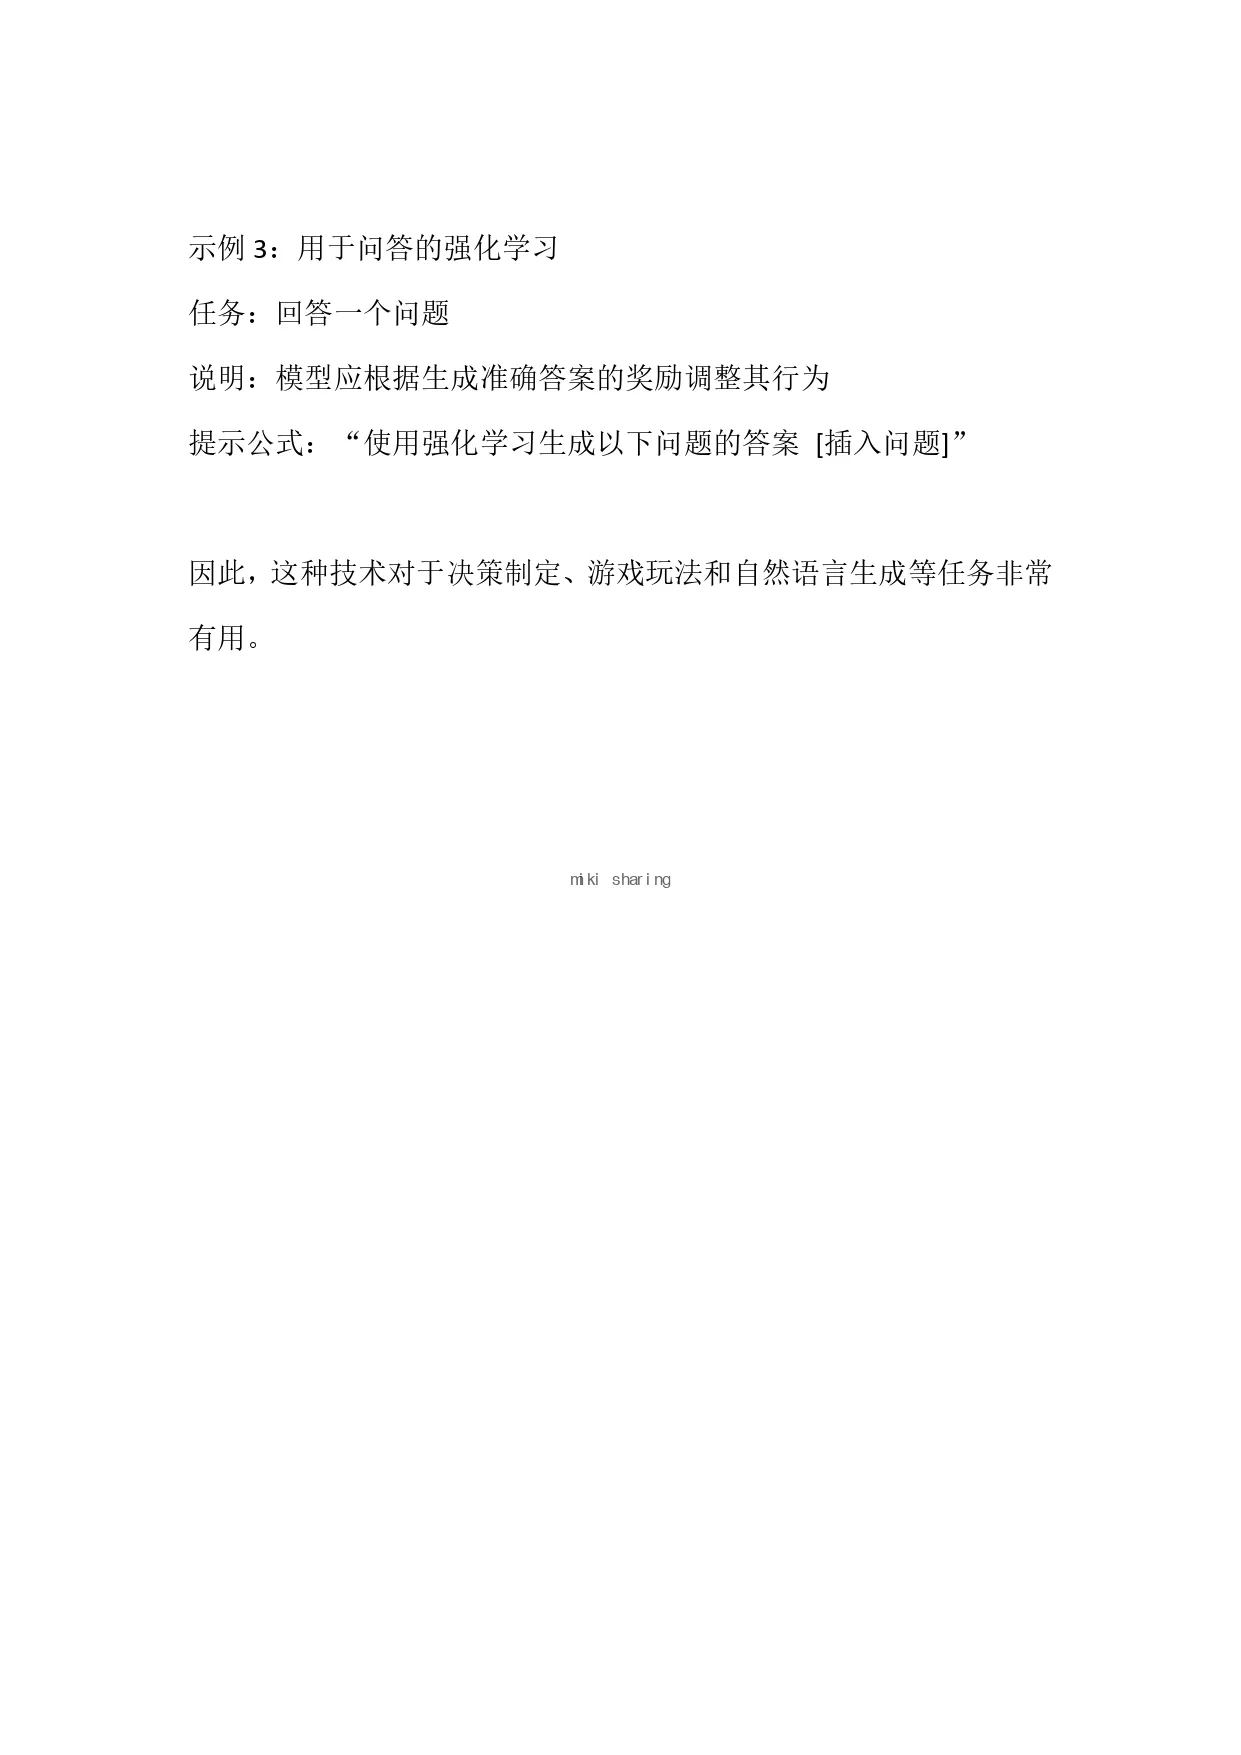 示例 3：用于问答的强化学习
任务：回答一个问题
说明：模型应根据生成准确答案的奖励调整其行为
提示公式：“使用强化学习生成以下问题的答案 [插入问题]”
因此，这种技术对于决策制定、游戏玩法和自然语言生成等任务非常
有用。
miki sharing